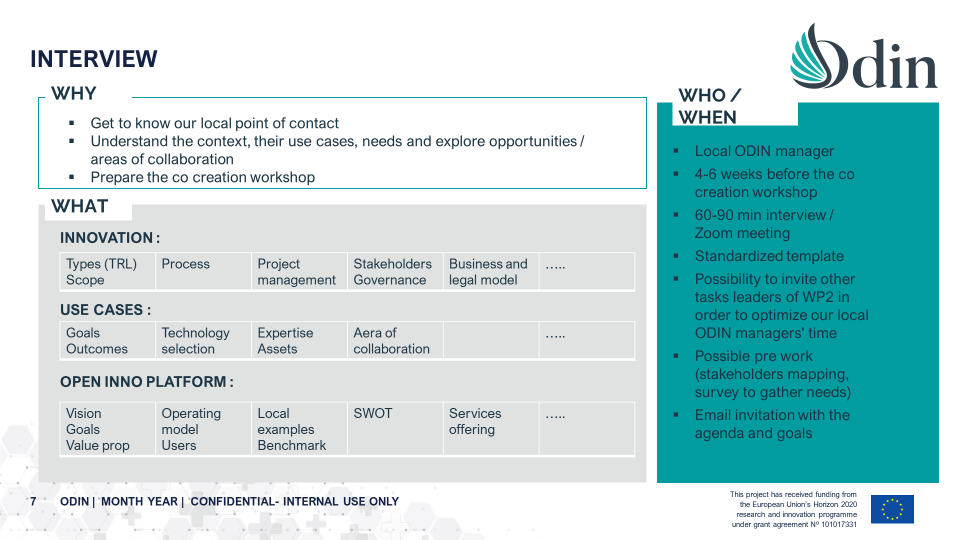 INTERVIEW
Odin
WHY
▪ Get to know our local point of contact
▪ Understand the context, their use cases, needs and explore opportunities /
areas of collaboration
▪ Prepare the co creation workshop
WHAT
INNOVATION :
Types (TRL)
Scope
Process
Project
management
Stakeholders
Governance
Business and
legal model
…..
USE CASES :
Goals
Outcomes
Technology
selection
Expertise
Assets
Aera of
collaboration
…..
OPEN INNO PLATFORM :
Vision
Goals
Value prop
Operating
model
Users
Local
examples
Benchmark
SWOT
Services
offering
…..
WHO /
WHEN
▪ Local ODIN manager
▪ 4-6 weeks before the co
creation workshop
▪ 60-90 min interview /
Zoom meeting
▪ Standardized template
▪ Possibility to invite other
tasks leaders of WP2 in
order to optimize our local
ODIN managers' time
▪ Possible pre work
(stakeholders mapping,
survey to gather needs)
▪ Email invitation with the
agenda and goals
7 ODIN | MONTH YEAR | CONFIDENTIAL- INTERNAL USE ONLY
This project has received funding from
the European Union's Horizon 2020
research and innovation programme
under grant agreement Nº 101017331